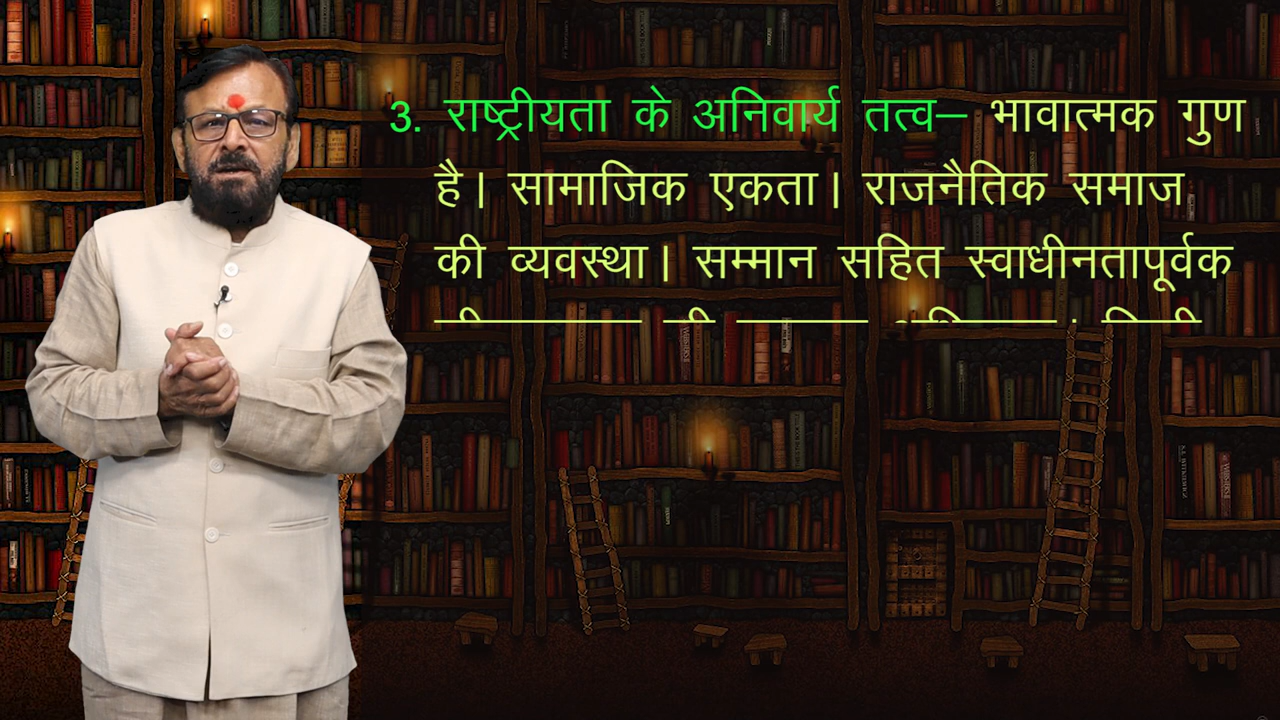 3. राष्ट्रीयता के अनिवार्य तत्व– भावात्मक गुण
है। सामाजिक एकता। राजनैतिक समाज
की व्यवस्था। सम्मान सहित स्वाधीनतापूर्वक